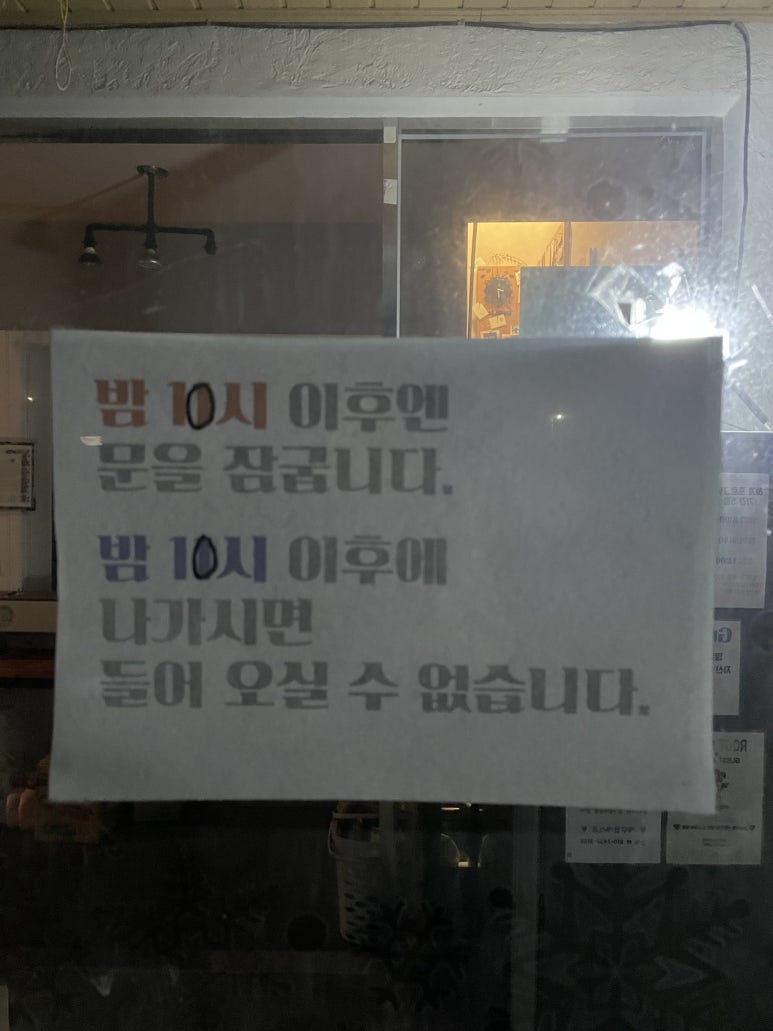 밤 10시 이후엔
문을 잠굽니다.
밤 10시 이후에
나가시면
들어 오실 수 없습니다.